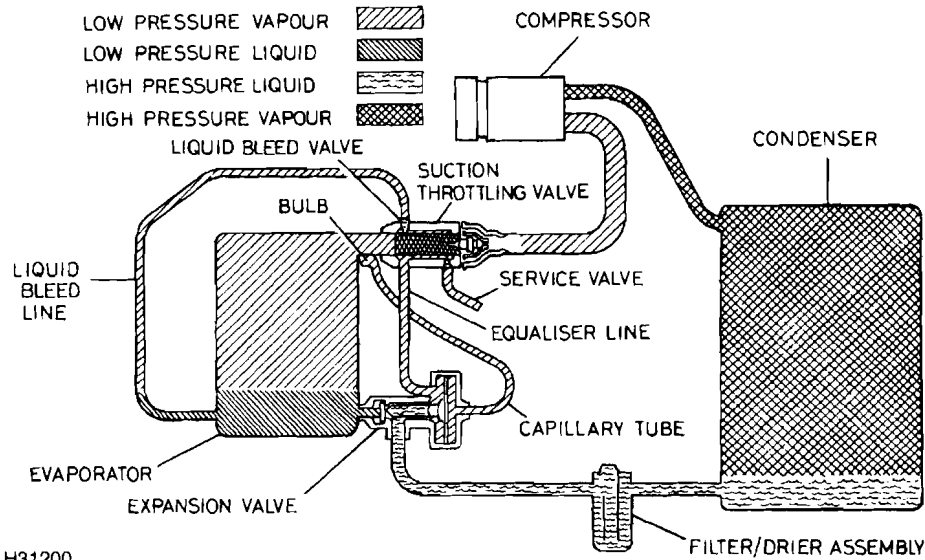 LOW PRESSURE VAPOUR
LOW PRESSURE LIQUID
HIGH PRESSURE LIQUID
HIGH PRESSURE VAPOUR
COMPRESSOR
CONDENSER
LIQUID BLEED VALVE
SUCTION
THROTTLING VALVE
BULB
LIQUID
BLEED
LINE
SERVICE VALVE
EQUALISER LINE
CAPILLARY TUBE
EVAPORATOR
EXPANSION VALVE
FILTER/DRIER ASSEMBLY
H31200